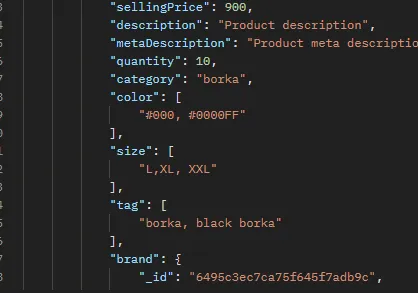 "sellingPrice": 900,
"description": "Product description",
"metaDescription": "Product meta descriptio
"quantity": 10,
"category": "borka",
"color": [
"#000, #0000FF"
],
"size": [
"L,XL, XXL"
],
"tag": [
"borka, black borka"
],
"brand": {
"_id": "6495c3ec7ca75f645f7adb9c",